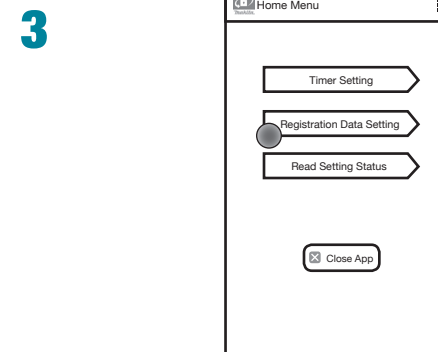 3
Home Menu
Timer Setting
Registration Data Setting
Read Setting Status
Close App